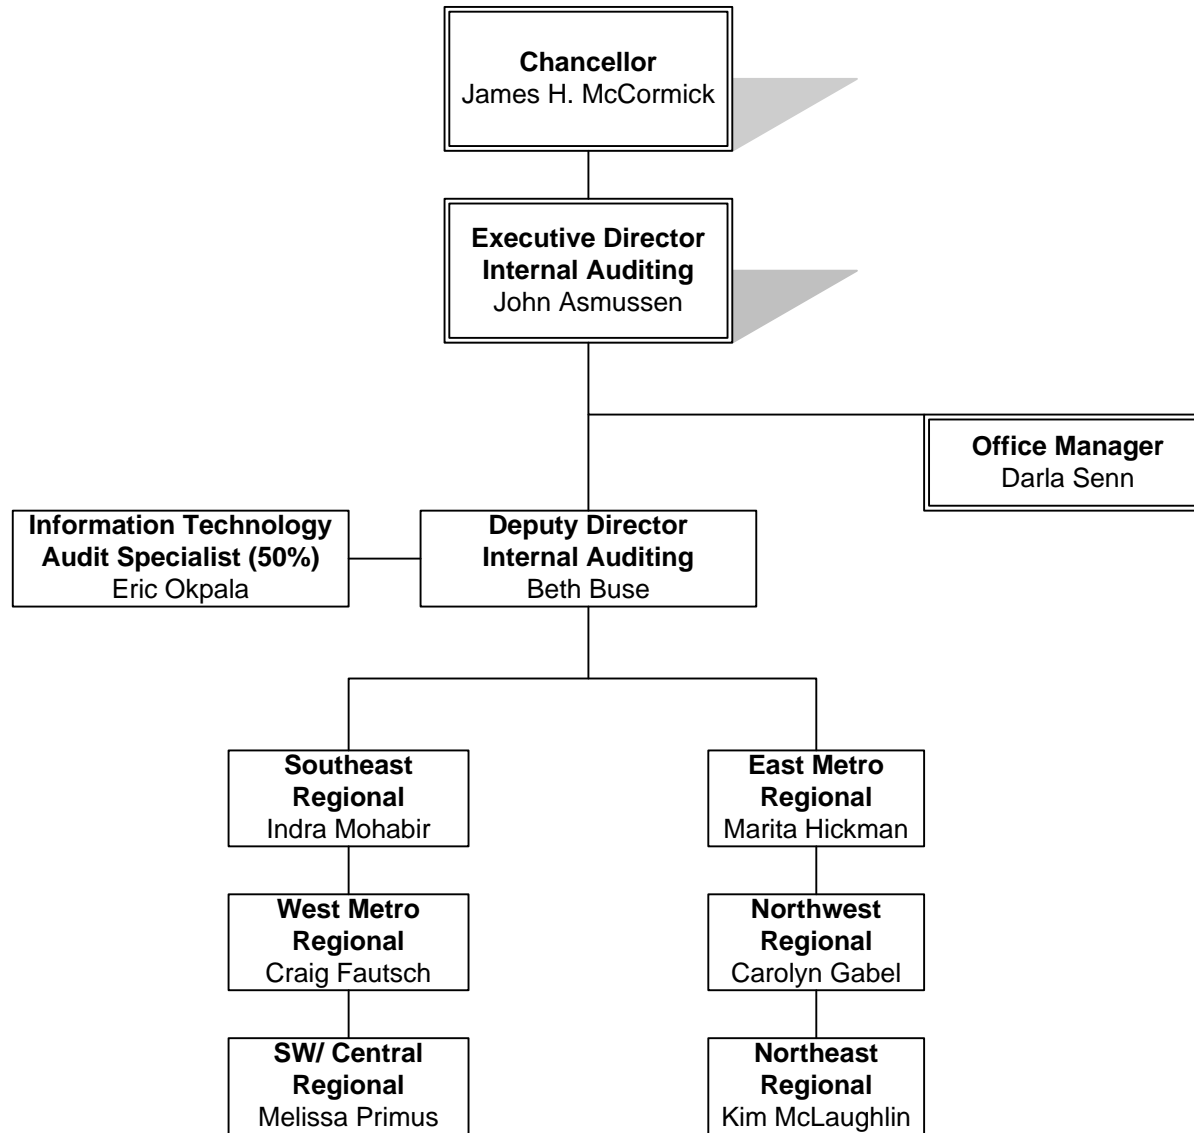 Chancellor
James H. McCormick
Executive Director
Internal Auditing
John Asmussen
Office Manager
Darla Senn
Information Technology
Audit Specialist (50%)
Eric Okpala
Deputy Director
Internal Auditing
Beth Buse
Southeast
Regional
Indra Mohabir
East Metro
Regional
Marita Hickman
West Metro
Regional
Craig Fautsch
Northwest
Regional
Carolyn Gabel
SW/ Central
Regional
Melissa Primus
Northeast
Regional
Kim McLaughlin